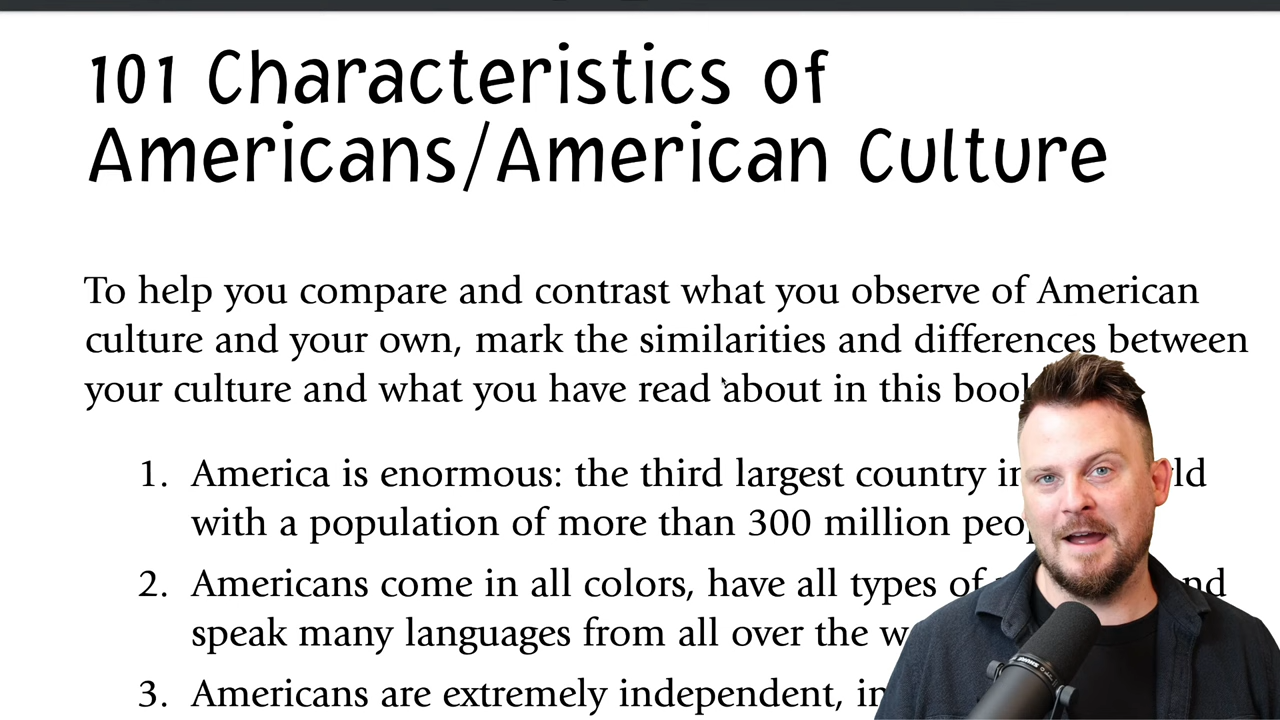 101 Characteristics of
Americans/American Culture
To help you compare and contrast what you observe of American
culture and your own, mark the similarities and differences between
your culture and what you have read about in this
1. America is enormous: the third largest country
with a population of more than 300 million
2. Americans come in all colors, have all types of
speak many languages from all over the
3. Americans are extremely independent,